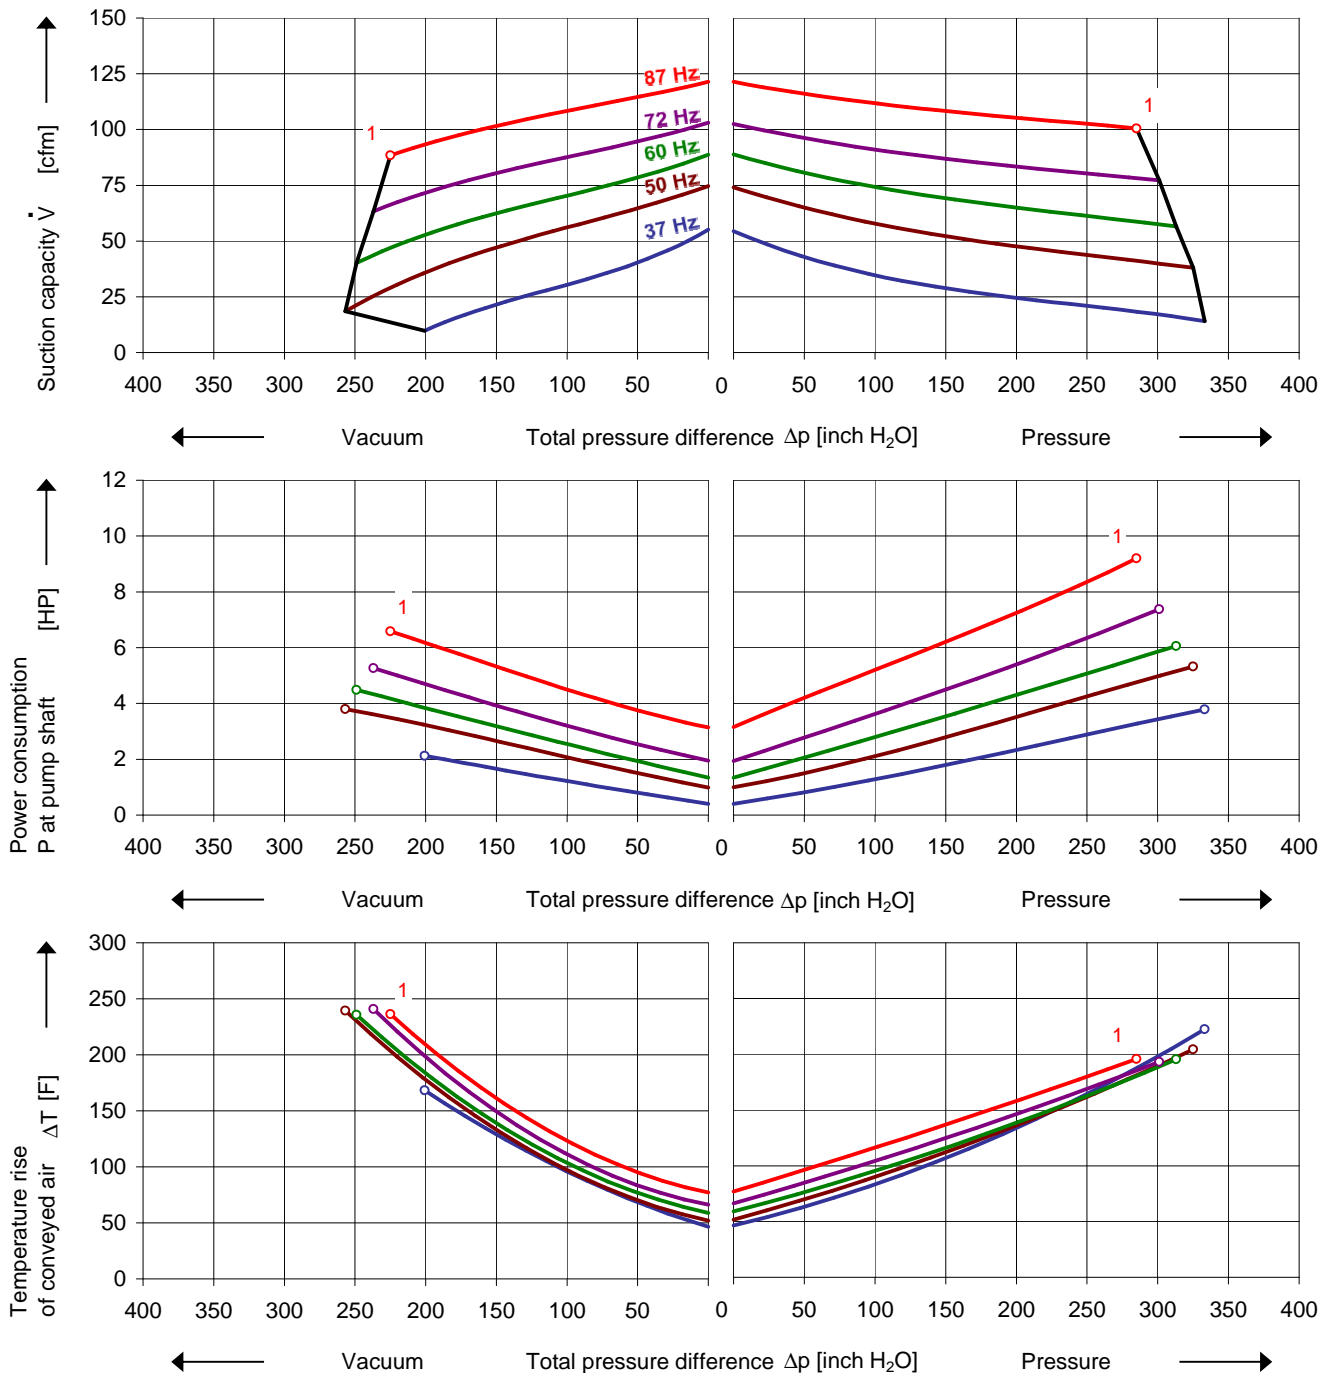 150
125
100
75
50
25
0
Suction capacity V̇ [cfm]
87 Hz
72 Hz
60 Hz
50 Hz
37 Hz
1
1
400 350 300 250 200 150 100 50 0 50 100 150 200 250 300 350 400
Vacuum Total pressure difference Δp [inch H₂O] Pressure
12
10
8
6
4
2
0
Power consumption
P at pump shaft [HP]
1
1
400 350 300 250 200 150 100 50 0 50 100 150 200 250 300 350 400
Vacuum Total pressure difference Δp [inch H₂O] Pressure
300
250
200
150
100
50
0
Temperature rise
of conveyed air ΔT [F]
1
1
400 350 300 250 200 150 100 50 0 50 100 150 200 250 300 350 400
Vacuum Total pressure difference Δp [inch H₂O] Pressure